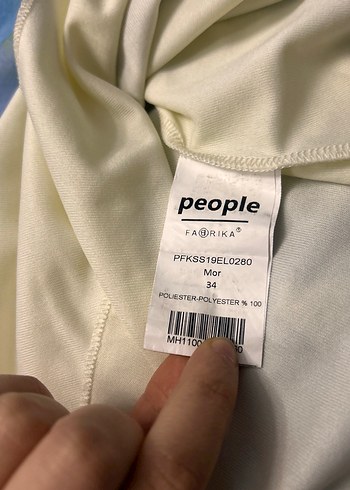 people
FABRIKA®
PFKSS19EL0280
Mor
34
POLIESTER-POLYESTER % 100